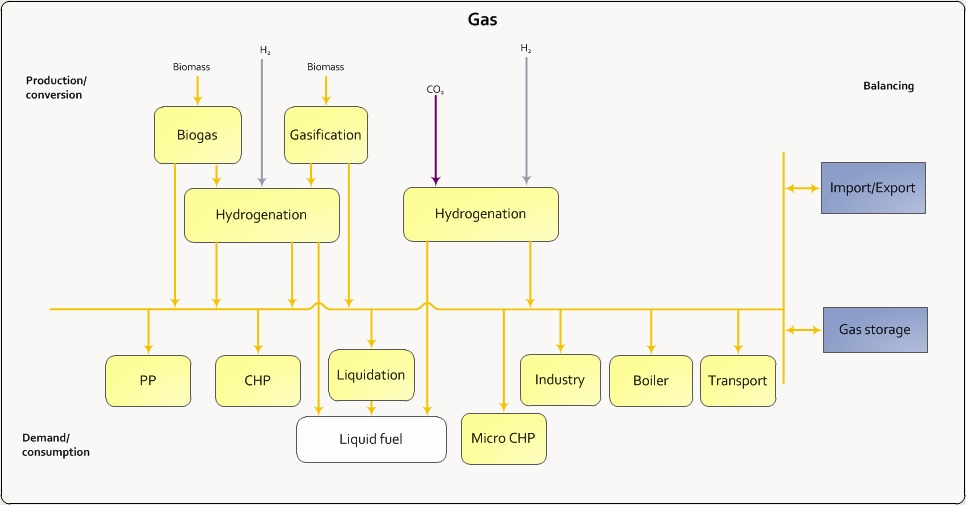 Gas
H₂
H₂
Biomass
Biomass
Production/
conversion
Balancing
CO₂
Biogas
Gasification
Import/Export
Hydrogenation
Hydrogenation
Gas storage
PP
CHP
Liquidation
Industry
Boiler
Transport
Demand/
consumption
Liquid fuel
Micro CHP